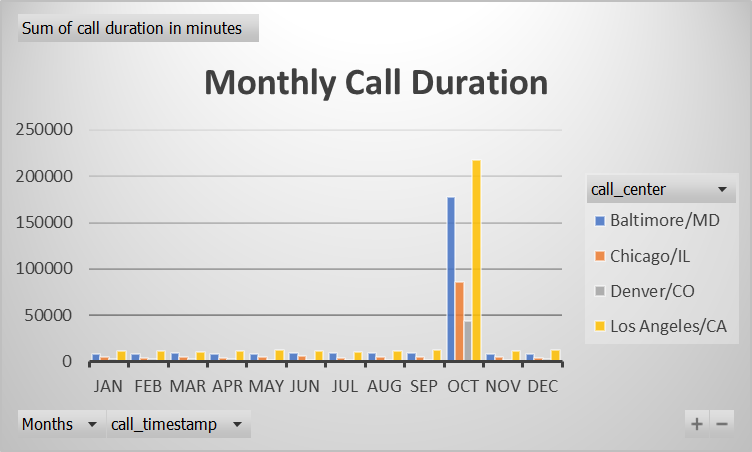 Sum of call duration in minutes
Monthly Call Duration
250000
200000
150000
100000
50000
0
JAN FEB MAR APR MAY JUN JUL AUG SEP OCT NOV DEC
call_center
Baltimore/MD
Chicago/IL
Denver/CO
Los Angeles/CA
Months call_timestamp
+ −